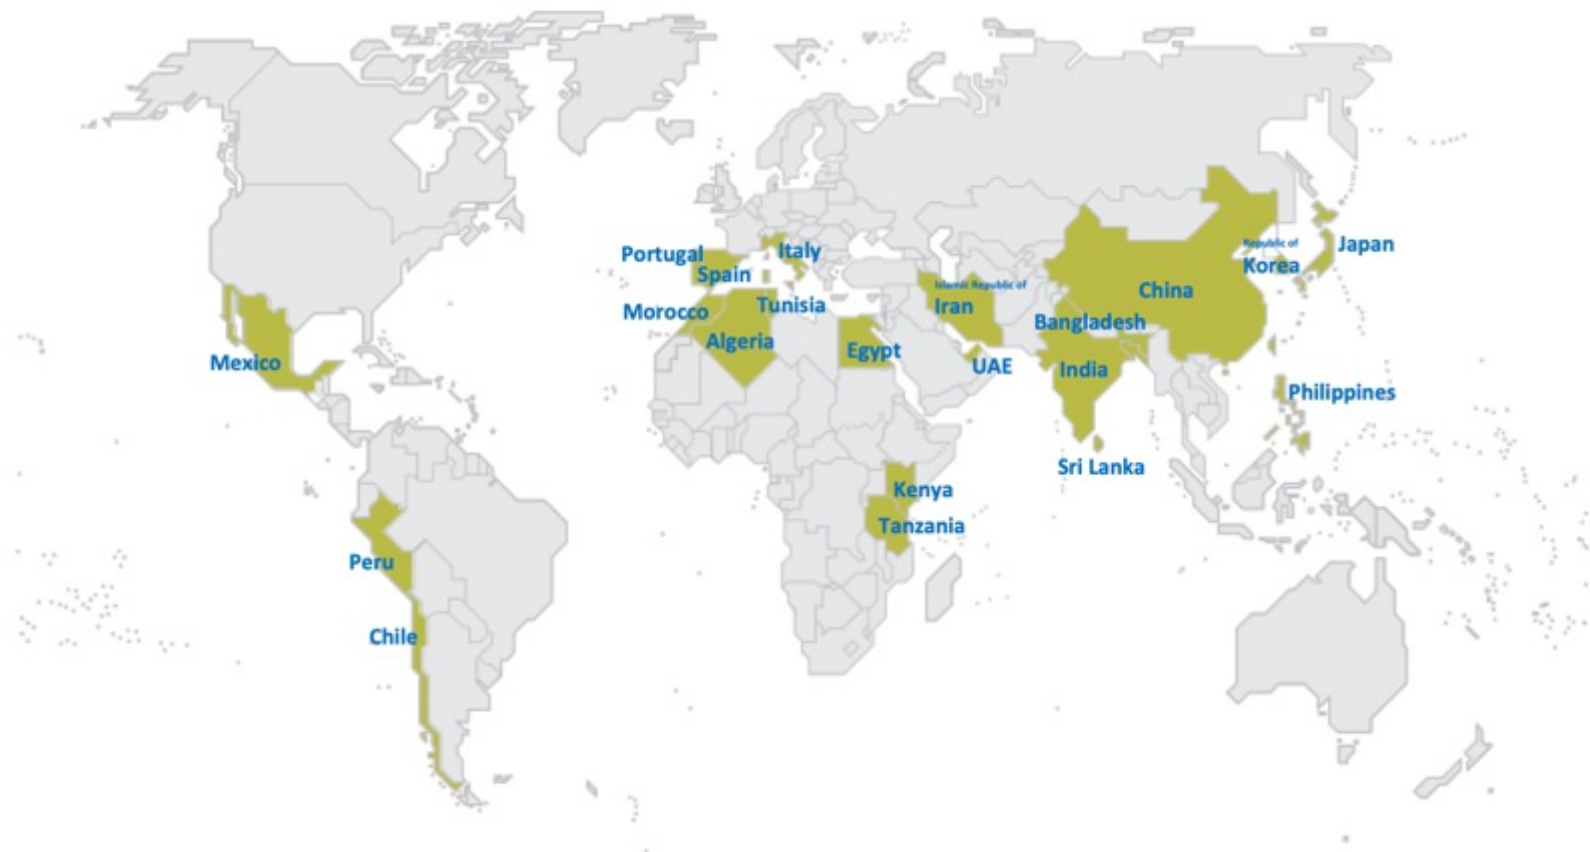 Portugal
Spain
Italy
Morocco
Tunisia
Algeria
Egypt
Islamic Republic of
Iran
UAE
Bangladesh
India
China
Republic of
Korea
Japan
Philippines
Sri Lanka
Mexico
Kenya
Tanzania
Peru
Chile